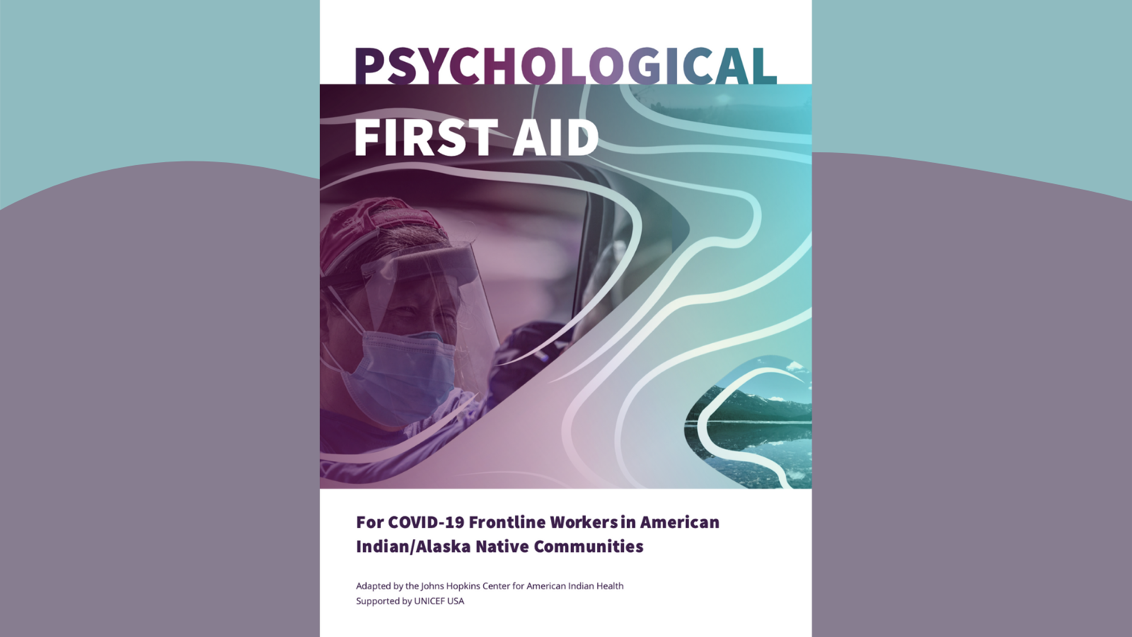 PSYCHOLOGICAL
FIRST AID
For COVID-19 Frontline Workers in American
Indian/Alaska Native Communities
Adapted by the Johns Hopkins Center for American Indian Health
Supported by UNICEF USA